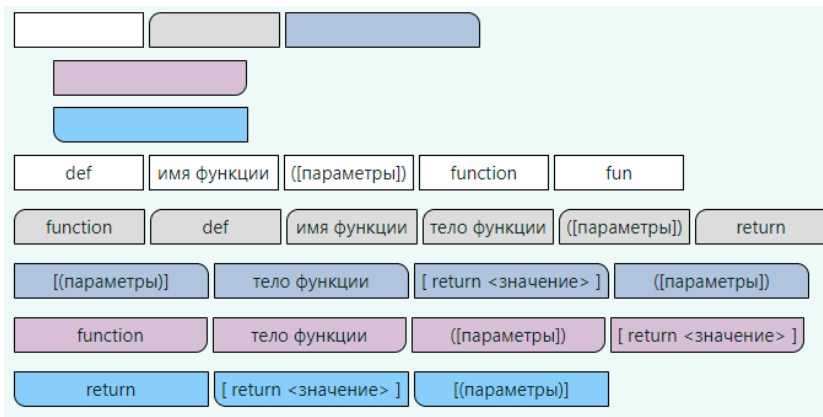 def имя функции ([параметры]) function fun
function def имя функции тело функции ([параметры]) return
[(параметры)] тело функции [ return <значение> ] ([параметры])
function тело функции ([параметры]) [ return <значение> ]
return [ return <значение> ] [(параметры)]